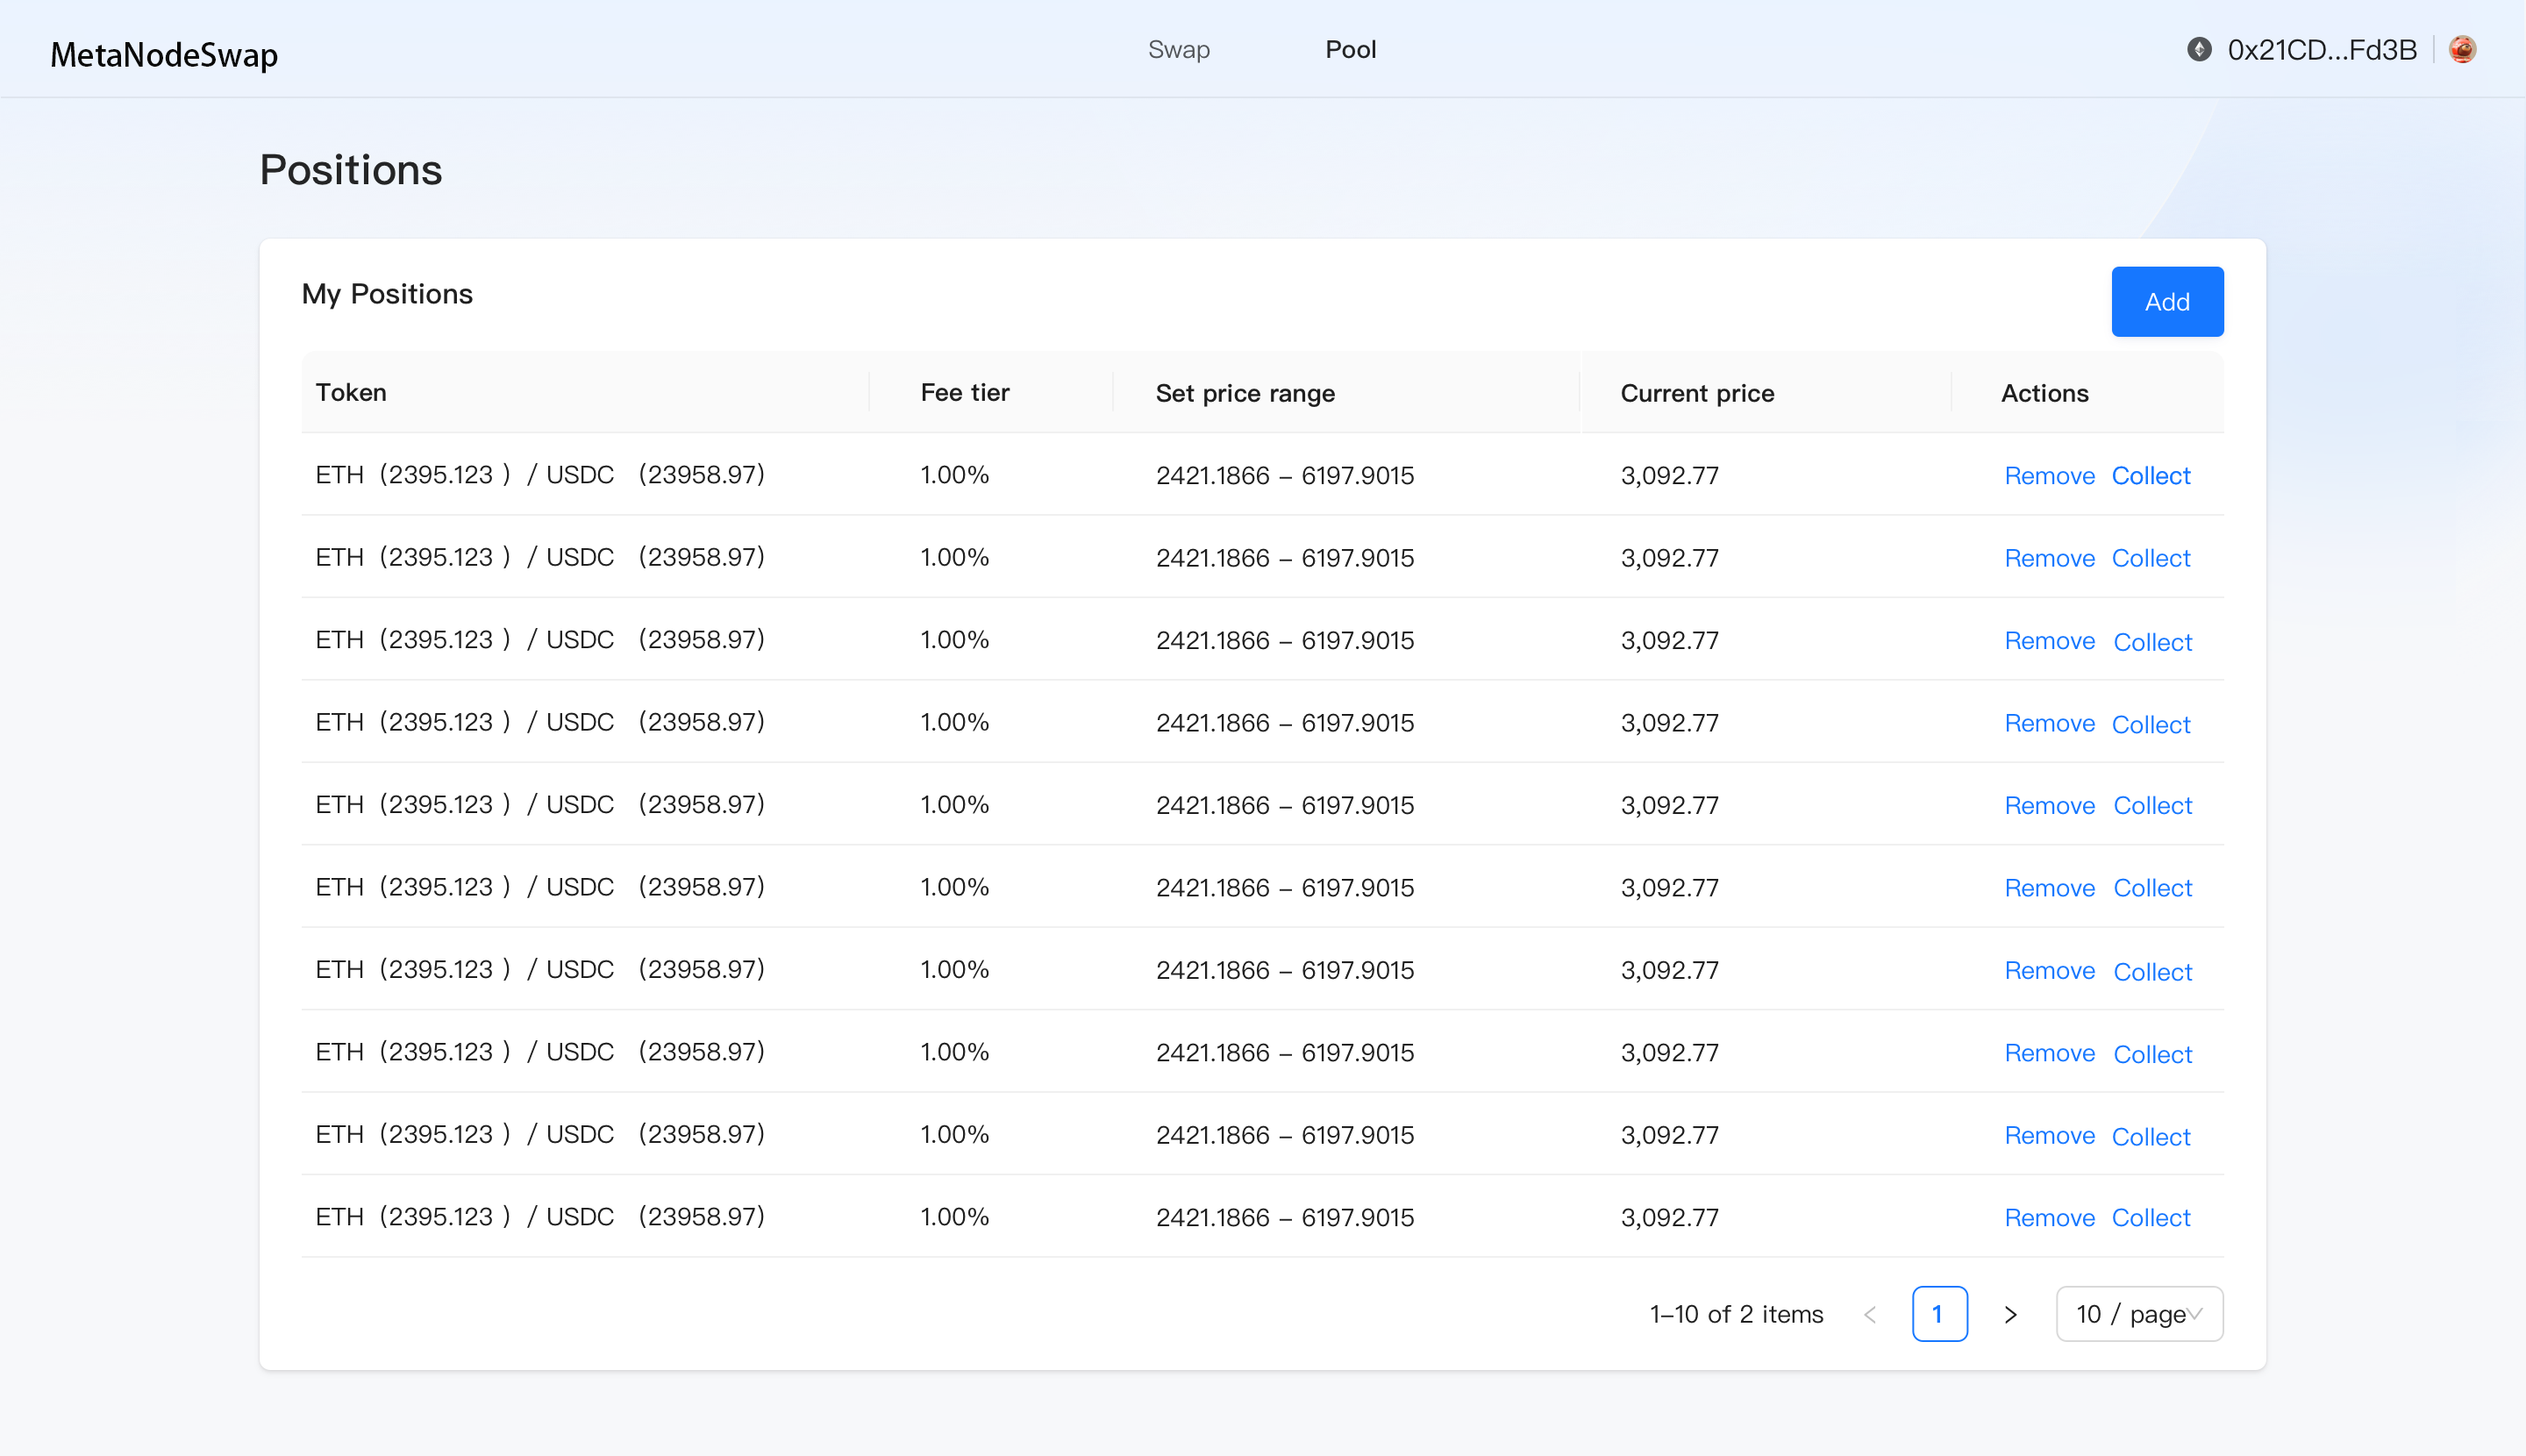 MetaNodeSwap Swap Pool 0x21CD...Fd3B
Positions
My Positions Add
Token Fee tier Set price range Current price Actions
ETH (2395.123 ) / USDC (23958.97) 1.00% 2421.1866 – 6197.9015 3,092.77 Remove Collect
ETH (2395.123 ) / USDC (23958.97) 1.00% 2421.1866 – 6197.9015 3,092.77 Remove Collect
ETH (2395.123 ) / USDC (23958.97) 1.00% 2421.1866 – 6197.9015 3,092.77 Remove Collect
ETH (2395.123 ) / USDC (23958.97) 1.00% 2421.1866 – 6197.9015 3,092.77 Remove Collect
ETH (2395.123 ) / USDC (23958.97) 1.00% 2421.1866 – 6197.9015 3,092.77 Remove Collect
ETH (2395.123 ) / USDC (23958.97) 1.00% 2421.1866 – 6197.9015 3,092.77 Remove Collect
ETH (2395.123 ) / USDC (23958.97) 1.00% 2421.1866 – 6197.9015 3,092.77 Remove Collect
ETH (2395.123 ) / USDC (23958.97) 1.00% 2421.1866 – 6197.9015 3,092.77 Remove Collect
ETH (2395.123 ) / USDC (23958.97) 1.00% 2421.1866 – 6197.9015 3,092.77 Remove Collect
ETH (2395.123 ) / USDC (23958.97) 1.00% 2421.1866 – 6197.9015 3,092.77 Remove Collect
1–10 of 2 items < 1 > 10 / page